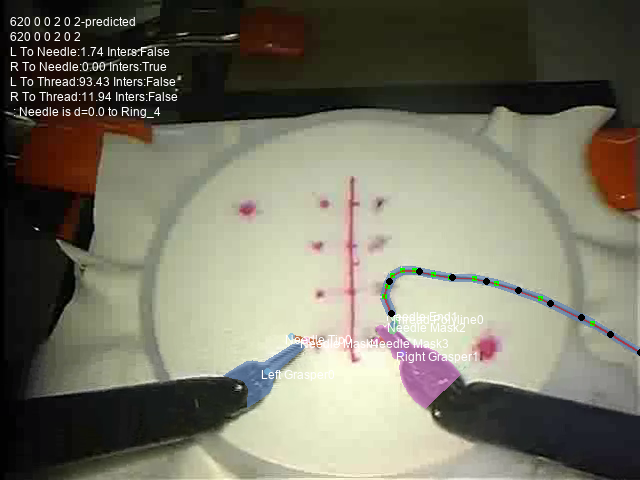 620 0 0 2 0 2-predicted
620 0 0 2 0 2
L To Needle:1.74 Inters:False
R To Needle:0.00 Inters:True
L To Thread:93.43 Inters:False
R To Thread:11.94 Inters:False
: Needle is d=0.0 to Ring_4
Needle Mask2
Needle Tip0
Needle Mask3
Right Grasper1
Left Grasper